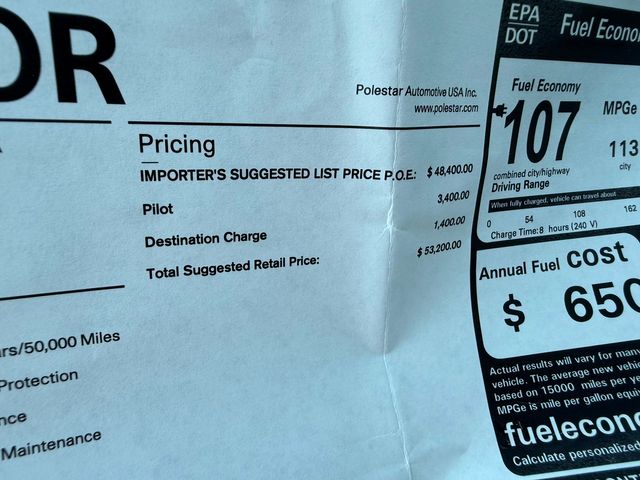 OR
Polestar Automotive USA Inc.
www.polestar.com
Pricing
IMPORTER'S SUGGESTED LIST PRICE P.O.E.: $ 48,400.00
Pilot 3,400.00
Destination Charge 1,400.00
Total Suggested Retail Price: $ 53,200.00
rs/50,000 Miles
Protection
nce
Maintenance
EPA
DOT
Fuel Econo
Fuel Economy
107
MPGe
113
combined city/highway
city
Driving Range
When fully charged, vehicle can travel about...
0 54 108 162
Charge Time: 8 hours (240 V)
Annual Fuel Cost
$ 650
Actual results will vary for man
vehicle. The average new vehic
based on 15000 miles per ye
MPGe is mile per gallon equi
fuelecon
Calculate personalized